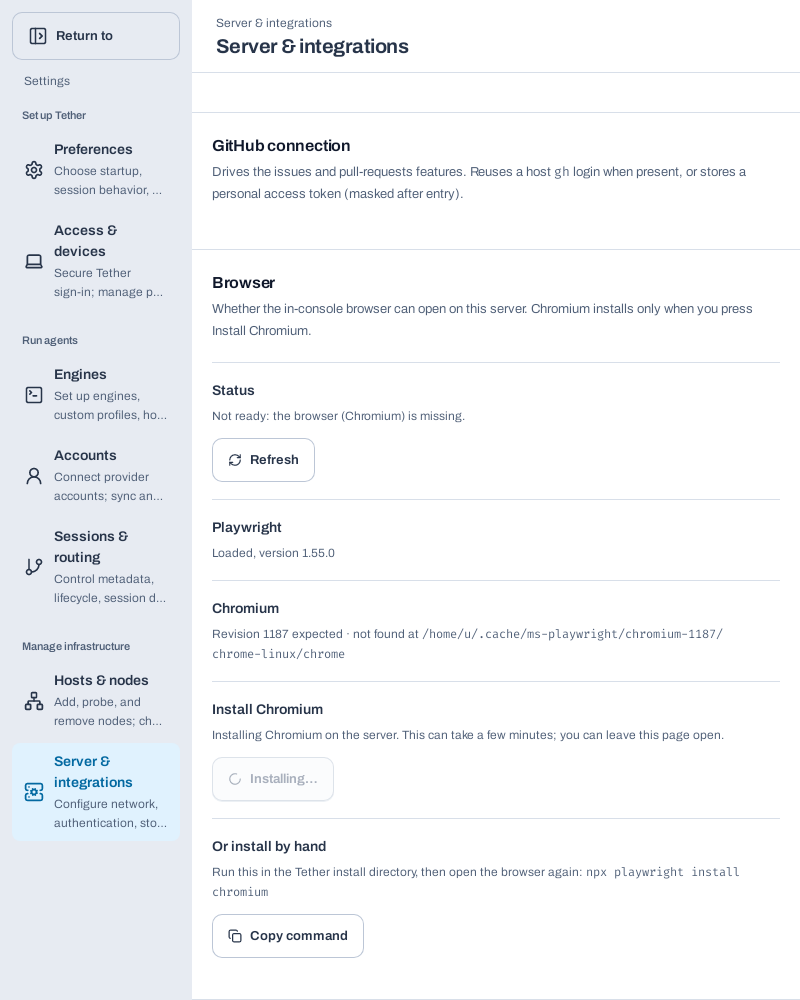 Return to
Settings
Set up Tether
Preferences
Choose startup,
session behavior, ...
Access &
devices
Secure Tether
sign-in; manage p...
Run agents
Engines
Set up engines,
custom profiles, ho...
Accounts
Connect provider
accounts; sync an...
Sessions &
routing
Control metadata,
lifecycle, session d...
Manage infrastructure
Hosts & nodes
Add, probe, and
remove nodes; ch...
Server &
integrations
Configure network,
authentication, sto...
Server & integrations
Server & integrations
GitHub connection
Drives the issues and pull-requests features. Reuses a host gh login when present, or stores a
personal access token (masked after entry).
Browser
Whether the in-console browser can open on this server. Chromium installs only when you press
Install Chromium.
Status
Not ready: the browser (Chromium) is missing.
Refresh
Playwright
Loaded, version 1.55.0
Chromium
Revision 1187 expected · not found at /home/u/.cache/ms-playwright/chromium-1187/
chrome-linux/chrome
Install Chromium
Installing Chromium on the server. This can take a few minutes; you can leave this page open.
Installing...
Or install by hand
Run this in the Tether install directory, then open the browser again: npx playwright install
chromium
Copy command